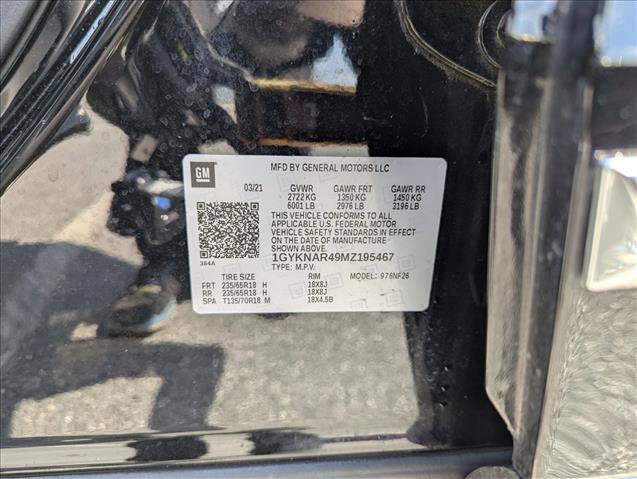 GM
MFD BY GENERAL MOTORS LLC
03/21 GVWR GAWR FRT GAWR RR
2722 KG 1350 KG 1450 KG
6001 LB 2976 LB 3196 LB
THIS VEHICLE CONFORMS TO ALL
APPLICABLE U.S. FEDERAL MOTOR
VEHICLE SAFETY STANDARDS IN EFFECT
ON THE DATE OF MANUFACTURE
SHOWN ABOVE.
384A 1GYKNAR49MZ195467
TYPE: M.P.V. MODEL: 976NF26
TIRE SIZE RIM
FRT 235/65R18 H 18X8J
RR 235/65R18 H 18X8J
SPA T135/70R18 M 18X4.5B